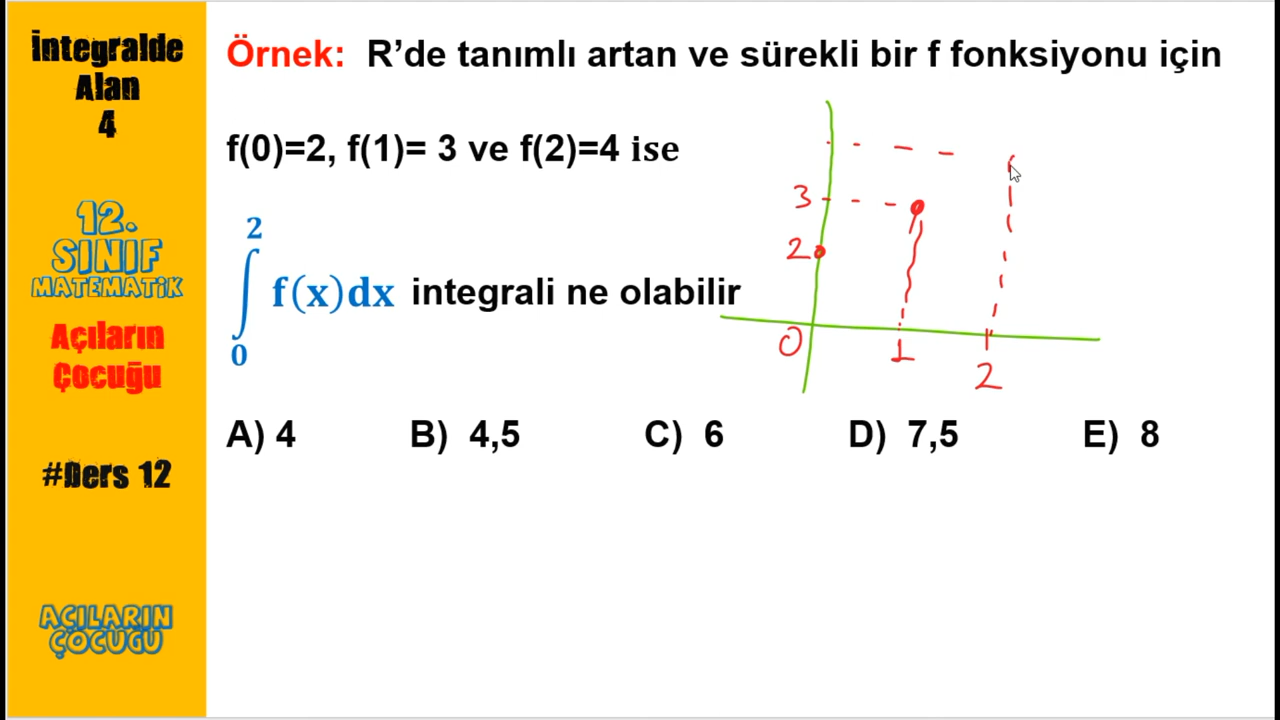 İntegralde
Alan
4
12.
SINIF
MATEMATİK
Açıların
Çocuğu
#Ders 12
AÇILARIN
ÇOCUĞU
Örnek: R’de tanımlı artan ve sürekli bir f fonksiyonu için
f(0)=2, f(1)= 3 ve f(2)=4 ise
2
∫ f(x)dx integrali ne olabilir
0
3
2
0
1
2
A) 4 B) 4,5 C) 6 D) 7,5 E) 8